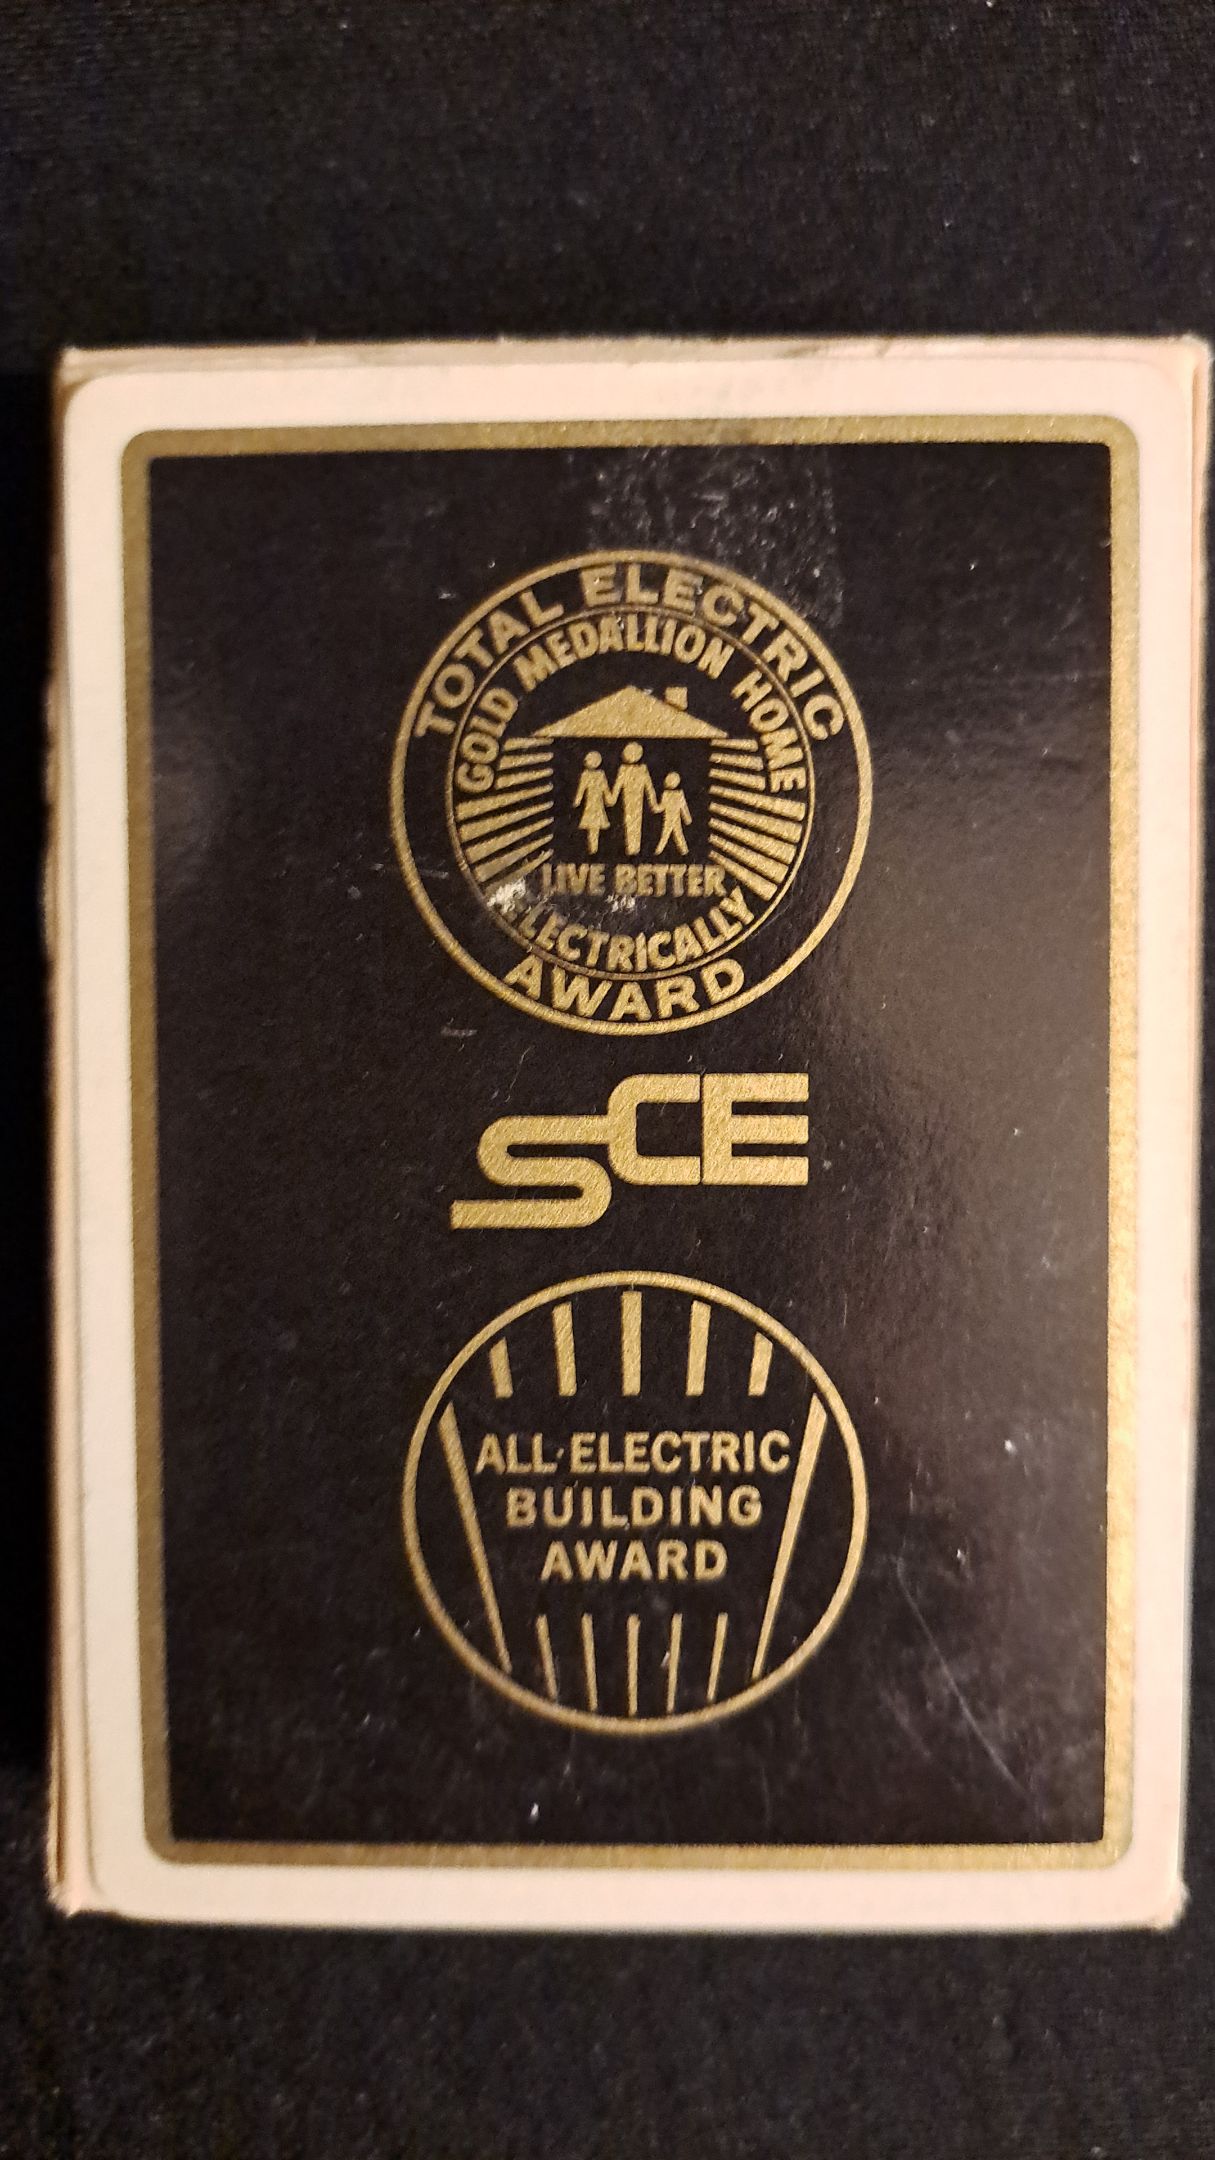 TOTAL ELECTRIC
GOLD MEDALLION HOME
LIVE BETTER
ELECTRICALLY
AWARD
SCE
ALL-ELECTRIC
BUILDING
AWARD